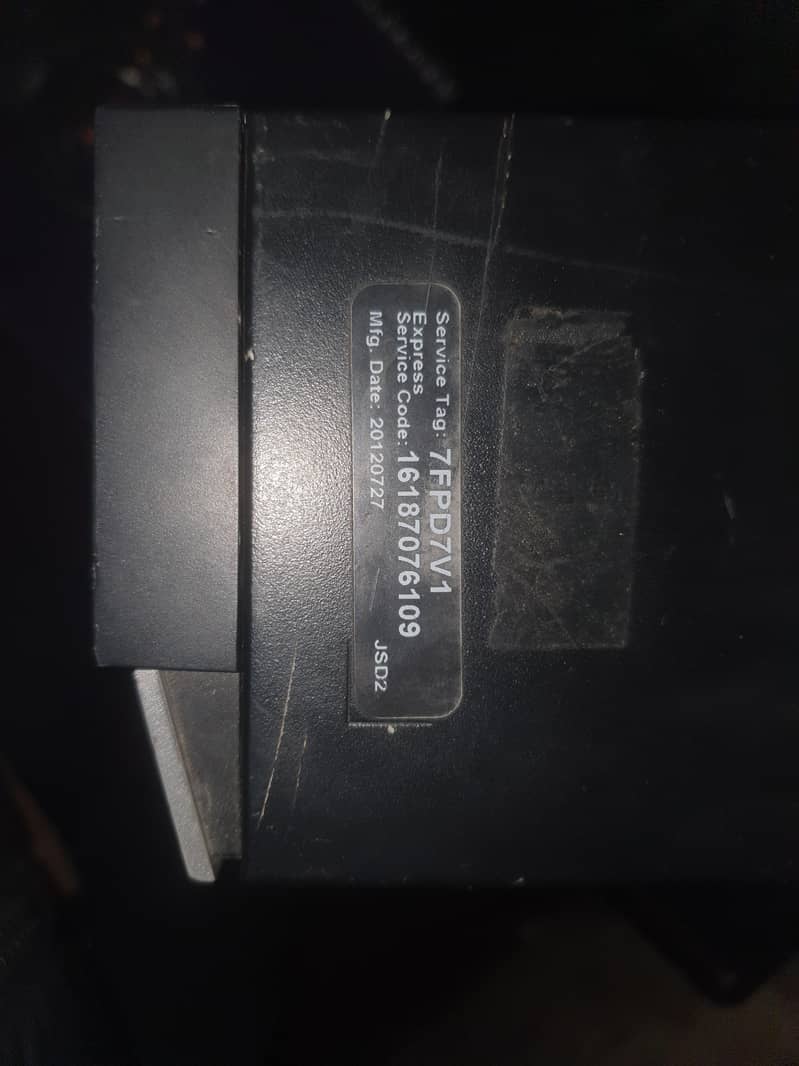 Service Tag: 7FPD7V1
Express
Service Code: 16187076109
Mfg. Date: 20120727 JSD2